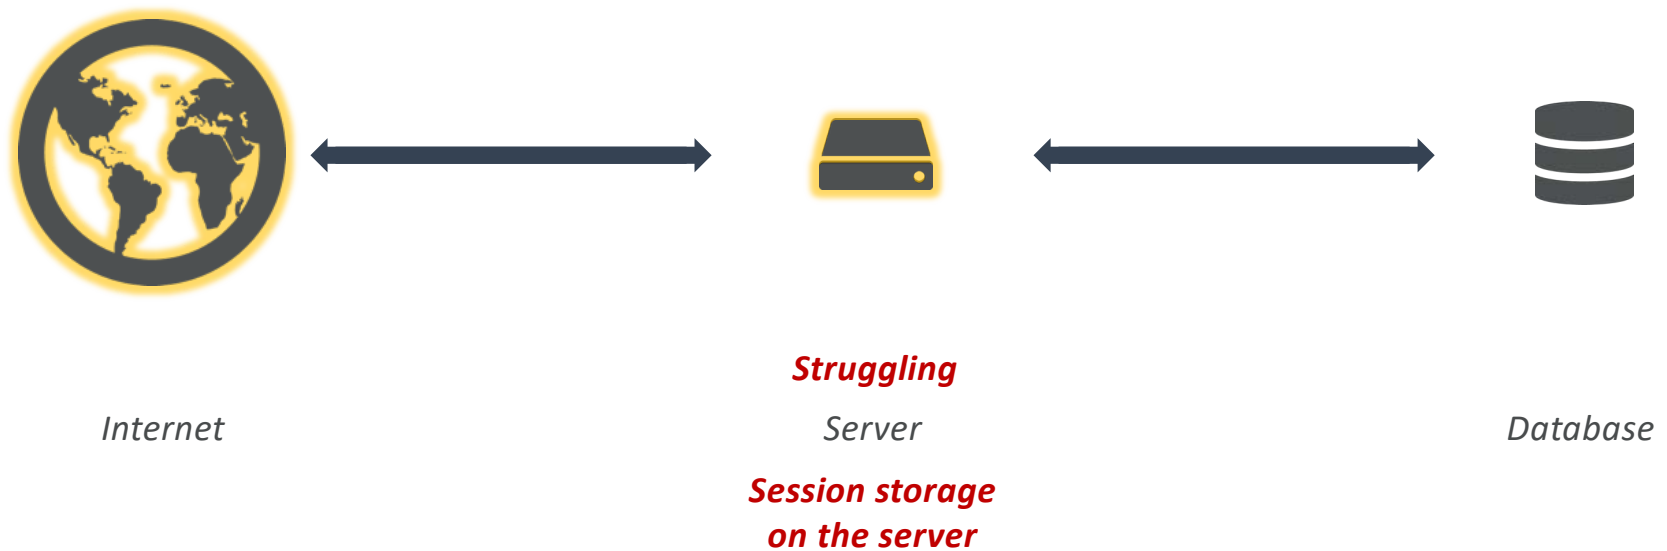 Struggling
Internet
Server
Database
Session storage
on the server